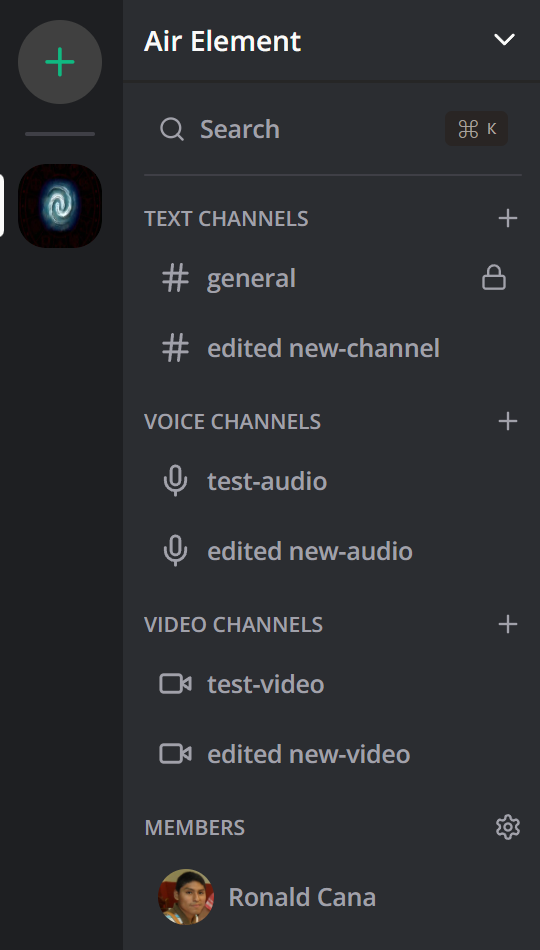 Air Element
Search ⌘ K
TEXT CHANNELS
general
edited new-channel
VOICE CHANNELS
test-audio
edited new-audio
VIDEO CHANNELS
test-video
edited new-video
MEMBERS
Ronald Cana